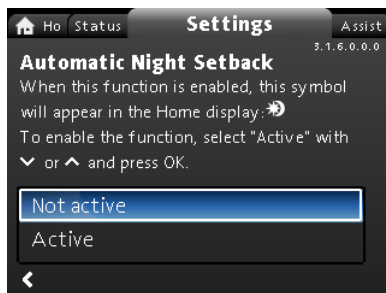 Ho Status Settings Assist
3.1.6.0.0.0
Automatic Night Setback
When this function is enabled, this symbol
will appear in the Home display:
To enable the function, select "Active" with
or and press OK.
Not active
Active